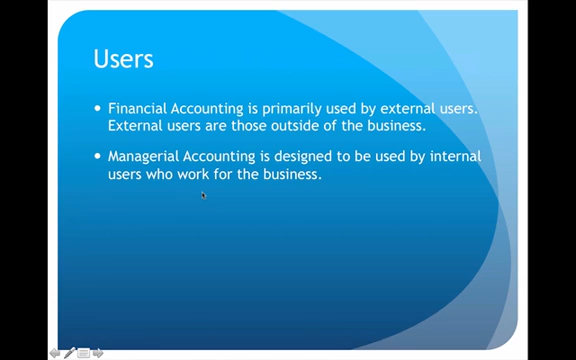 Users
• Financial Accounting is primarily used by external users.
External users are those outside of the business.
• Managerial Accounting is designed to be used by internal
users who work for the business.